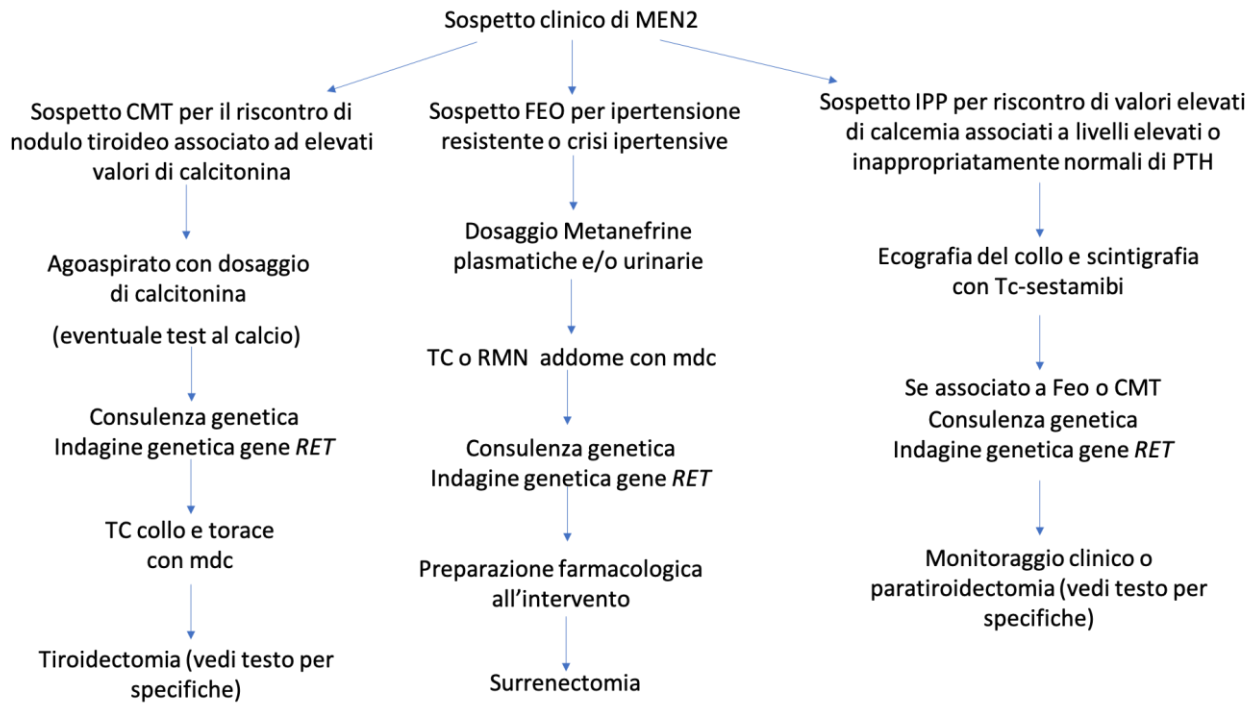 Sospetto clinico di MEN2
Sospetto CMT per il riscontro di
nodulo tiroideo associato ad elevati
valori di calcitonina
Agoaspirato con dosaggio
di calcitonina
(eventuale test al calcio)
Consulenza genetica
Indagine genetica gene RET
TC collo e torace
con mdc
Tiroidectomia (vedi testo per
specifiche)
Sospetto FEO per ipertensione
resistente o crisi ipertensive
Dosaggio Metanefrine
plasmatiche e/o urinarie
TC o RMN addome con mdc
Consulenza genetica
Indagine genetica gene RET
Preparazione farmacologica
all'intervento
Surrenectomia
Sospetto IPP per riscontro di valori elevati
di calcemia associati a livelli elevati o
inappropriatamente normali di PTH
Ecografia del collo e scintigrafia
con Tc-sestamibi
Se associato a Feo o CMT
Consulenza genetica
Indagine genetica gene RET
Monitoraggio clinico o
paratiroidectomia (vedi testo per
specifiche)